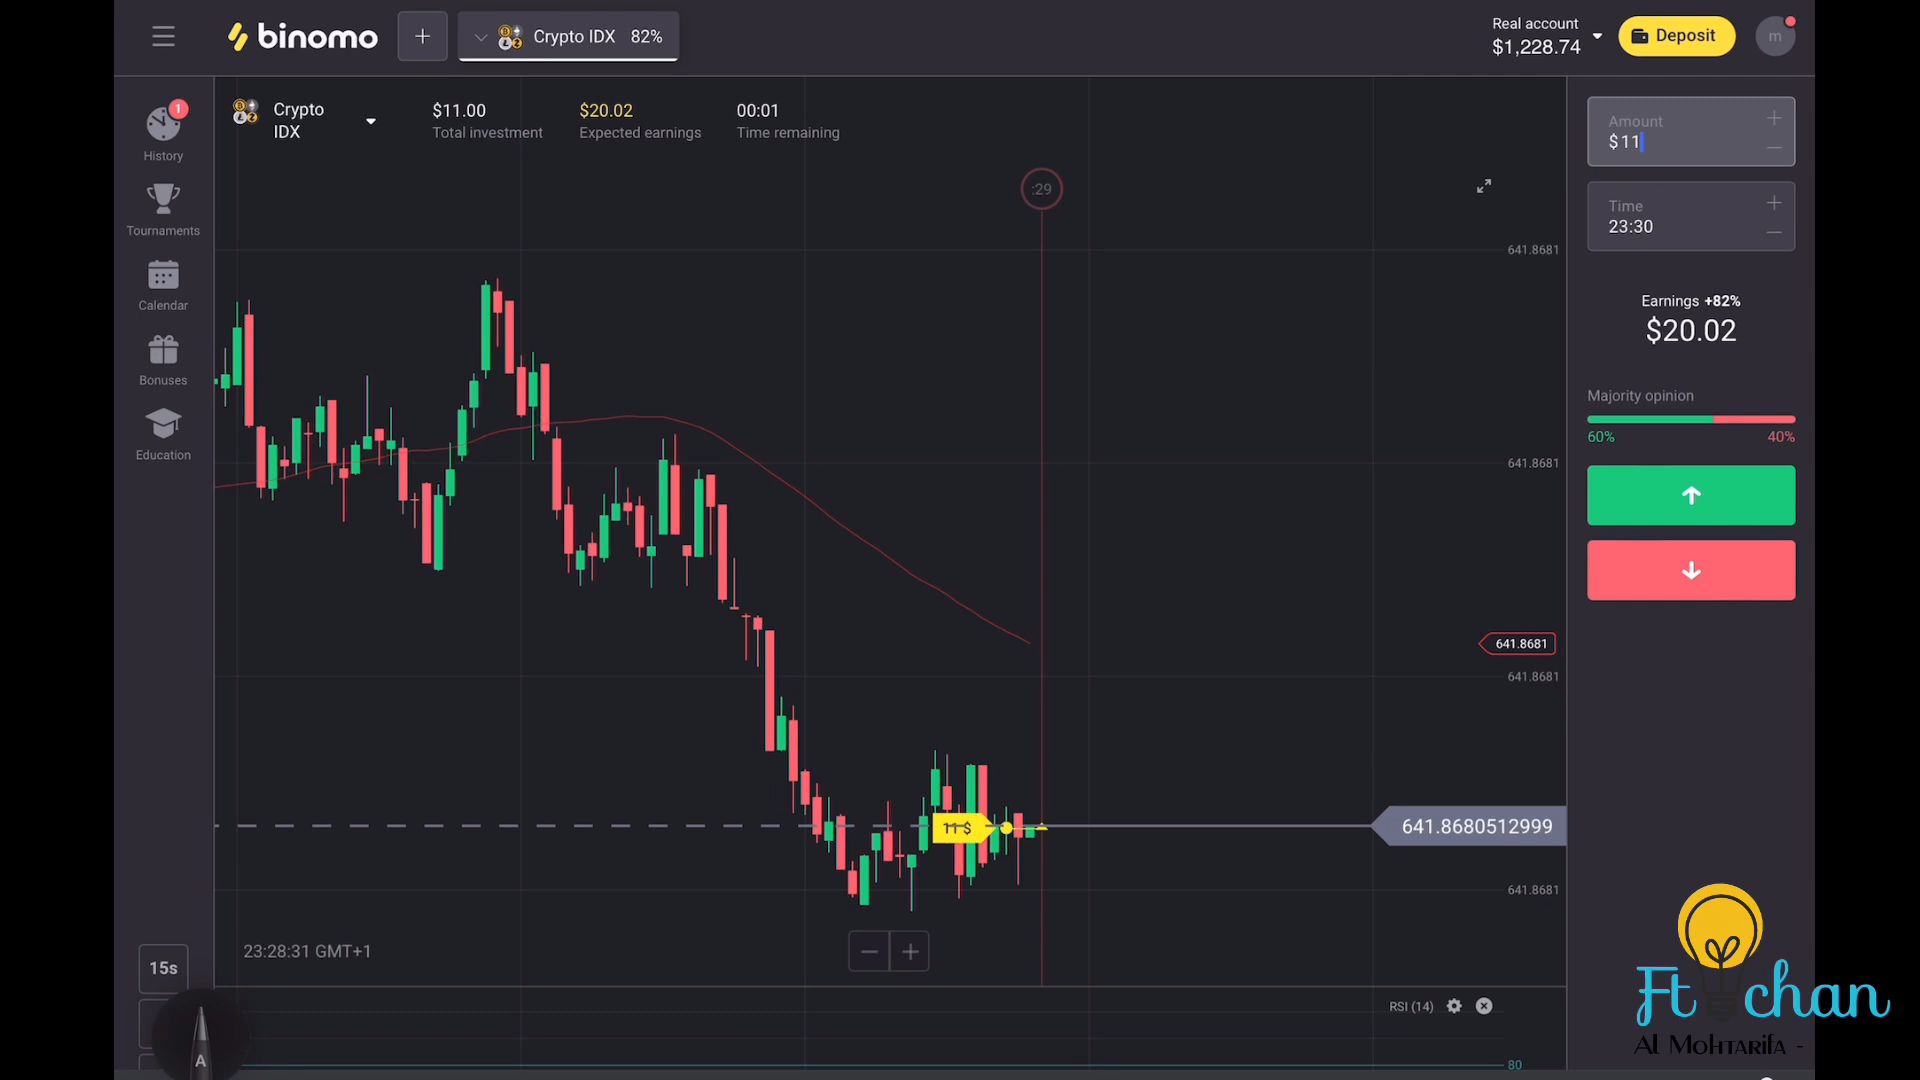 binomo
+
Crypto IDX 82%
Real account
$1,228.74
Deposit
m
1
History
Tournaments
Calendar
Bonuses
Education
Crypto
IDX
$11.00
Total investment
$20.02
Expected earnings
00:01
Time remaining
:29
641.8681
641.8681
641.8681
641.8681
641.8680512999
641.8681
11 $
23:28:31 GMT+1
15s
A
RSI (14)
80
Amount
$11
Time
23:30
Earnings +82%
$20.02
Majority opinion
60%
40%
Ft chan
Al Mohtarifa -